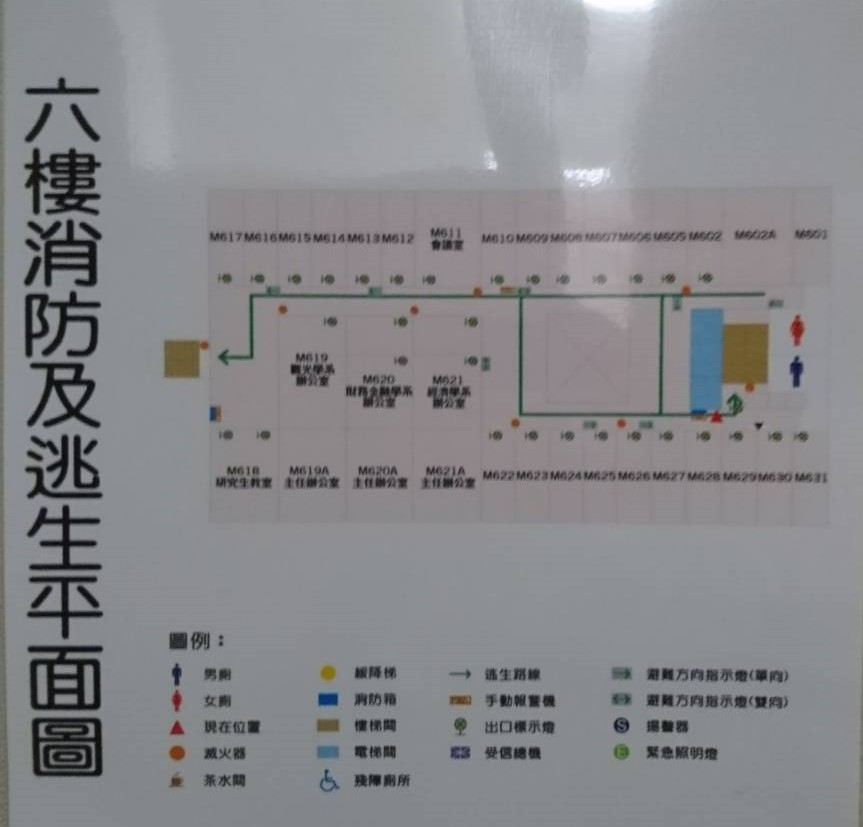 六樓消防及逃生平面圖
M617 M616 M615 M614 M613 M612 M611 M610 M609 M608 M607 M606 M605 M602 M602A M601
會議室
M619
觀光學系
辦公室
M620
財務金融學系
辦公室
M621
經濟學系
辦公室
M618 M619A M620A M621A M622 M623 M624 M625 M626 M627 M628 M629 M630 M631
研究生教室 主任辦公室 主任辦公室 主任辦公室
圖例：
男廁 緩降梯 逃生路線 避難方向指示燈(單向)
女廁 消防箱 手動報警機 避難方向指示燈(雙向)
現在位置 樓梯間 出口標示燈 S 揚聲器
滅火器 電梯間 受信總機 E 緊急照明燈
茶水間 殘障廁所